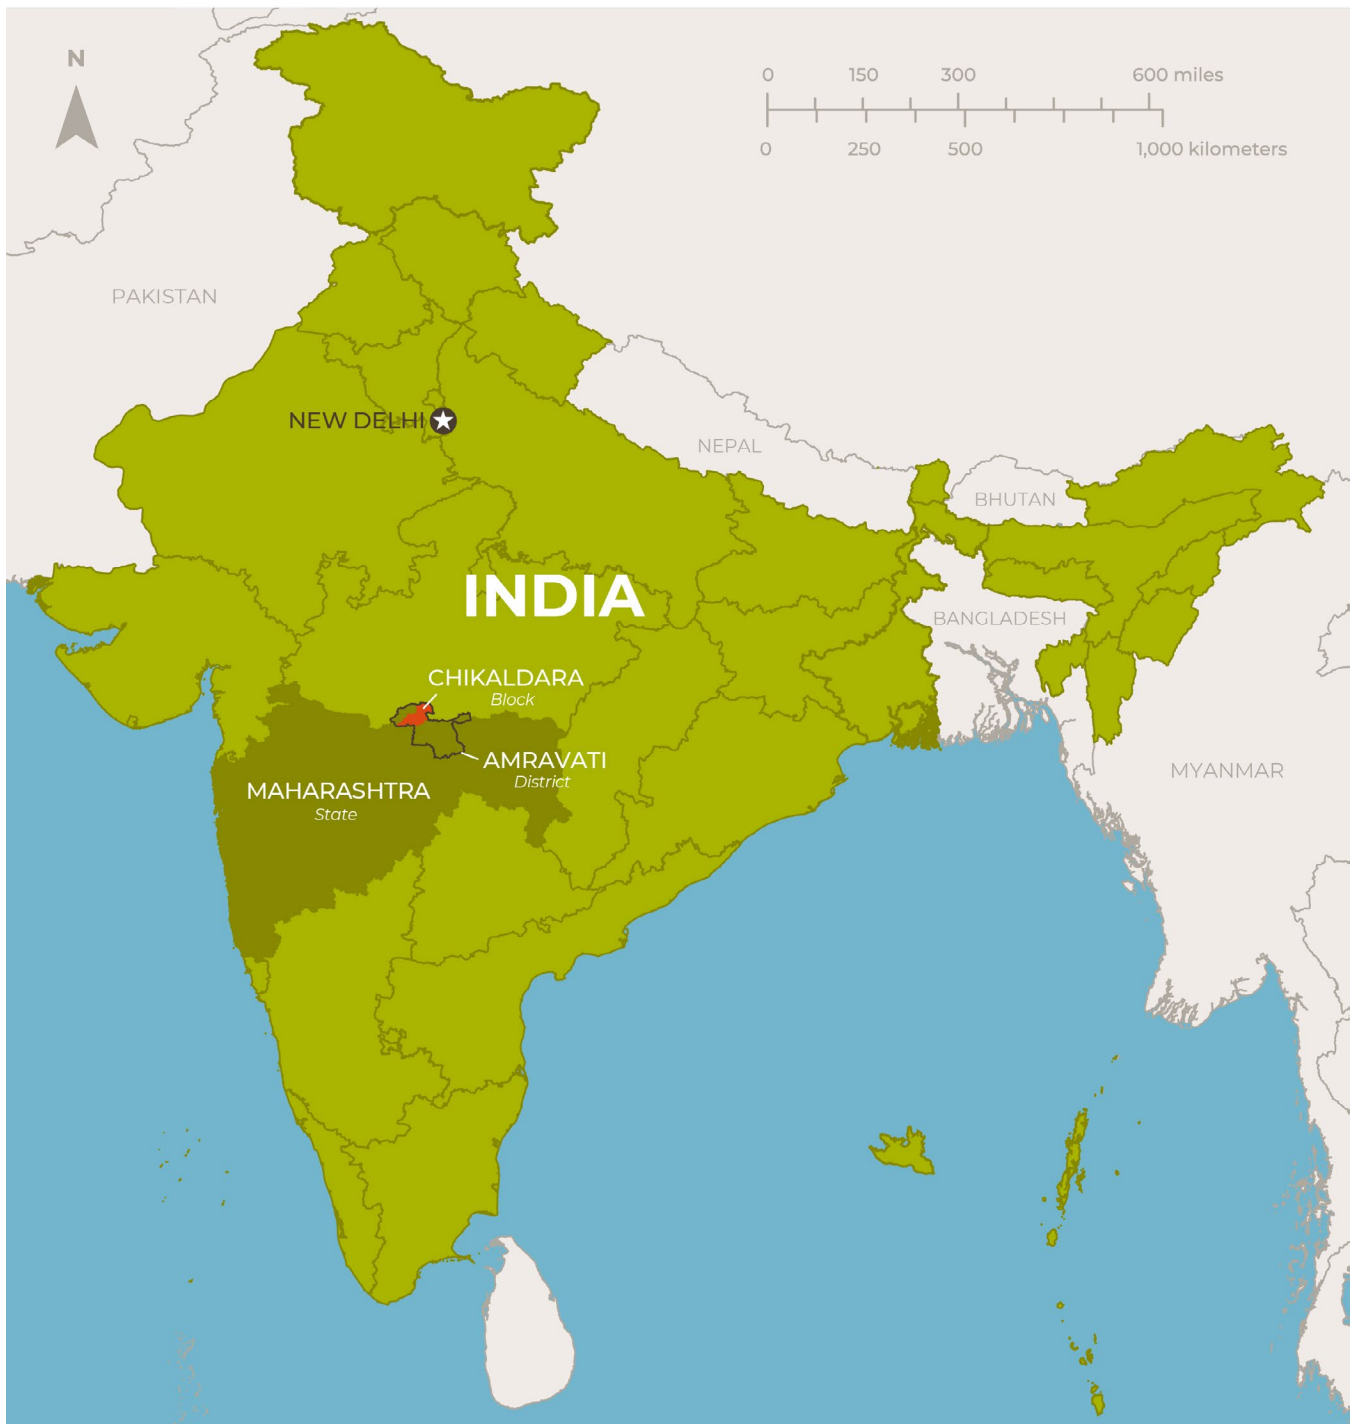 N
0 150 300 600 miles
0 250 500 1,000 kilometers
PAKISTAN
NEW DELHI
NEPAL
BHUTAN
INDIA
BANGLADESH
CHIKALDARA
Block
AMRAVATI
District
MAHARASHTRA
State
MYANMAR